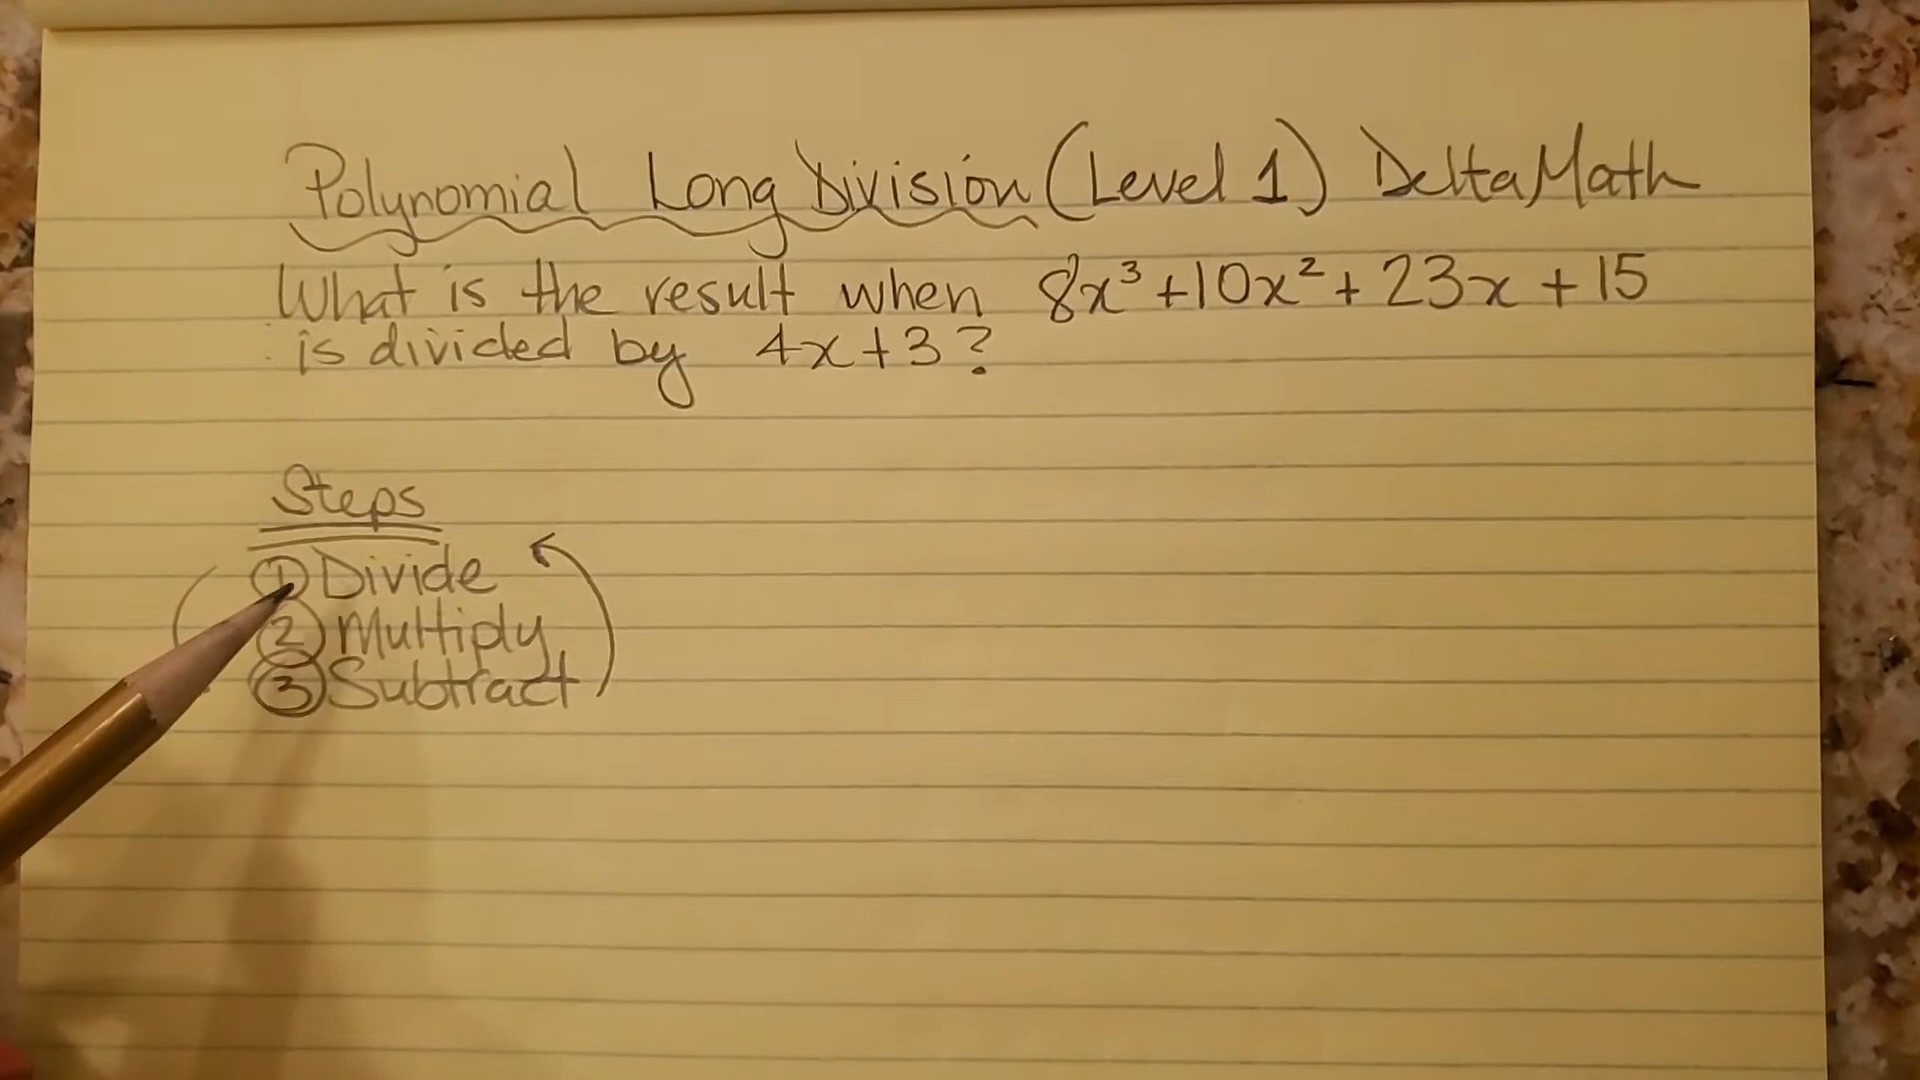 Polynomial Long Division (Level 1) DeltaMath
What is the result when 8x³+10x²+23x+15
is divided by 4x+3?
Steps
① Divide
② Multiply
③ Subtract